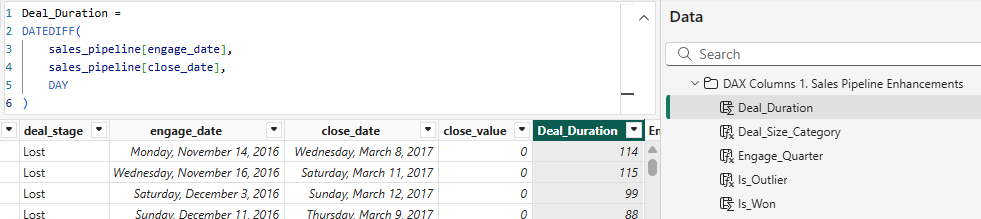 1 Deal_Duration =
2 DATEDIFF(
3 sales_pipeline[engage_date],
4 sales_pipeline[close_date],
5 DAY
6 )
deal_stage engage_date close_date close_value Deal_Duration
Lost Monday, November 14, 2016 Wednesday, March 8, 2017 0 114
Lost Wednesday, November 16, 2016 Saturday, March 11, 2017 0 115
Lost Saturday, December 3, 2016 Sunday, March 12, 2017 0 99
Lost Sunday, December 11, 2016 Thursday, March 9, 2017 0 88
Data
Search
DAX Columns 1. Sales Pipeline Enhancements
Deal_Duration
Deal_Size_Category
Engage_Quarter
Is_Outlier
Is_Won